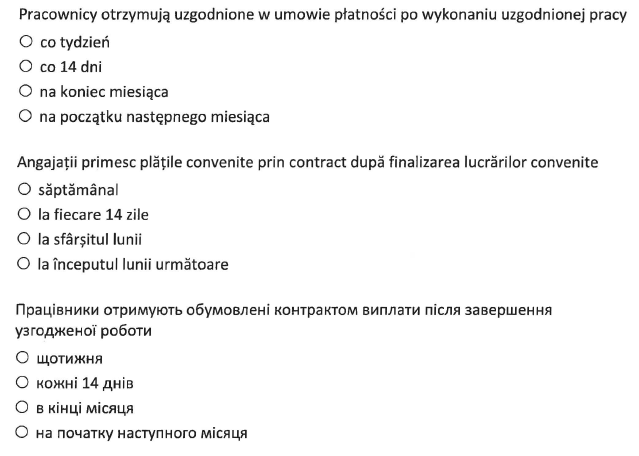 Pracownicy otrzymują uzgodnione w umowie płatności po wykonaniu uzgodnionej pracy
co tydzień
co 14 dni
na koniec miesiąca
na początku następnego miesiąca
Angajații primesc plățile convenite prin contract după finalizarea lucrărilor convenite
săptămânal
la fiecare 14 zile
la sfârșitul lunii
la începutul lunii următoare
Працівники отримують обумовлені контрактом виплати після завершення
узгодженої роботи
щотижня
кожні 14 днів
в кінці місяця
на початку наступного місяця